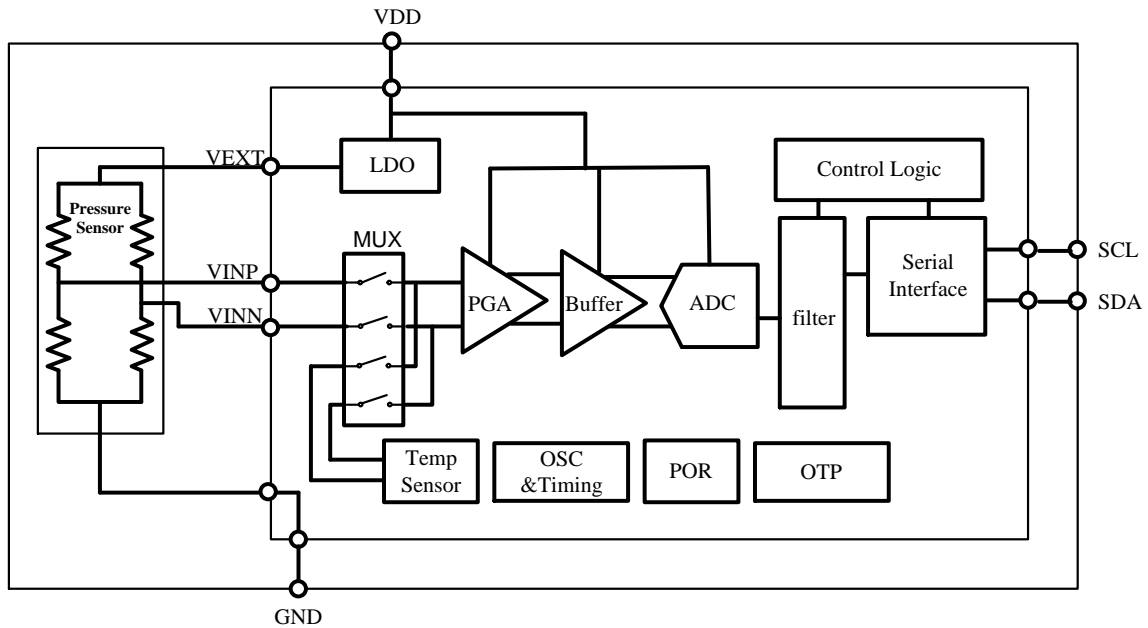 VDD
VEXT
LDO
Control Logic
Pressure
Sensor
MUX
VINP
VINN
PGA
Buffer
ADC
filter
Serial
Interface
SCL
SDA
Temp
Sensor
OSC
&Timing
POR
OTP
GND